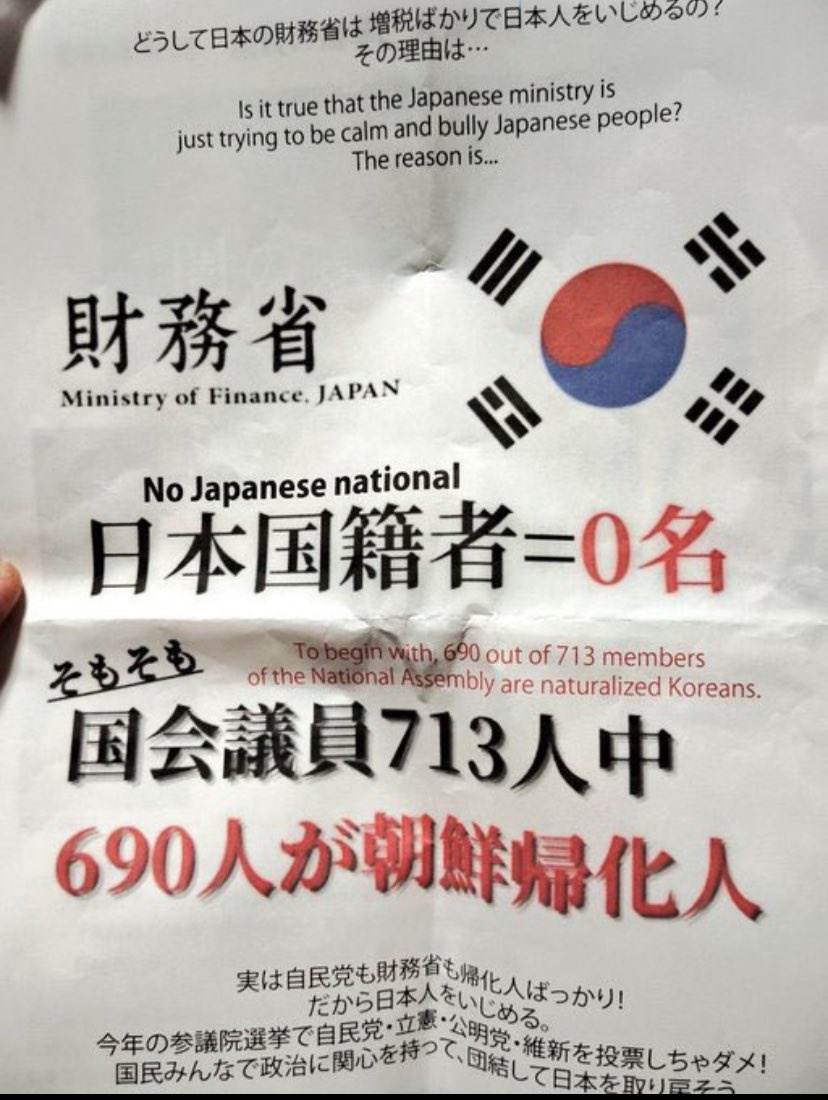 どうして日本の財務省は 増税ばかりで日本人をいじめるの?
その理由は…
Is it true that the Japanese ministry is
just trying to be calm and bully Japanese people?
The reason is...
財務省
Ministry of Finance, JAPAN
No Japanese national
日本国籍者=0名
そもそも
To begin with, 690 out of 713 members
of the National Assembly are naturalized Koreans.
国会議員713人中
690人が朝鮮帰化人
実は自民党も財務省も帰化人ばっかり!
だから日本人をいじめる。
今年の参議院選挙で自民党・立憲・公明党・維新を投票しちゃダメ!
国民みんなで政治に関心を持って、団結して日本を取り戻そう